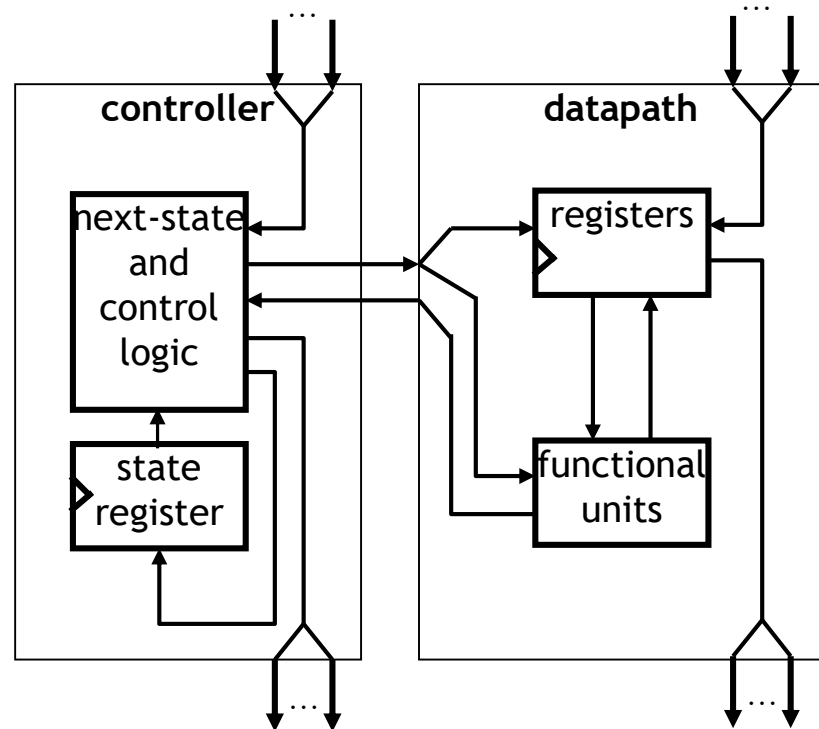 ...
...
controller
datapath
next-state
and
control
logic
registers
state
register
functional
units
...
...